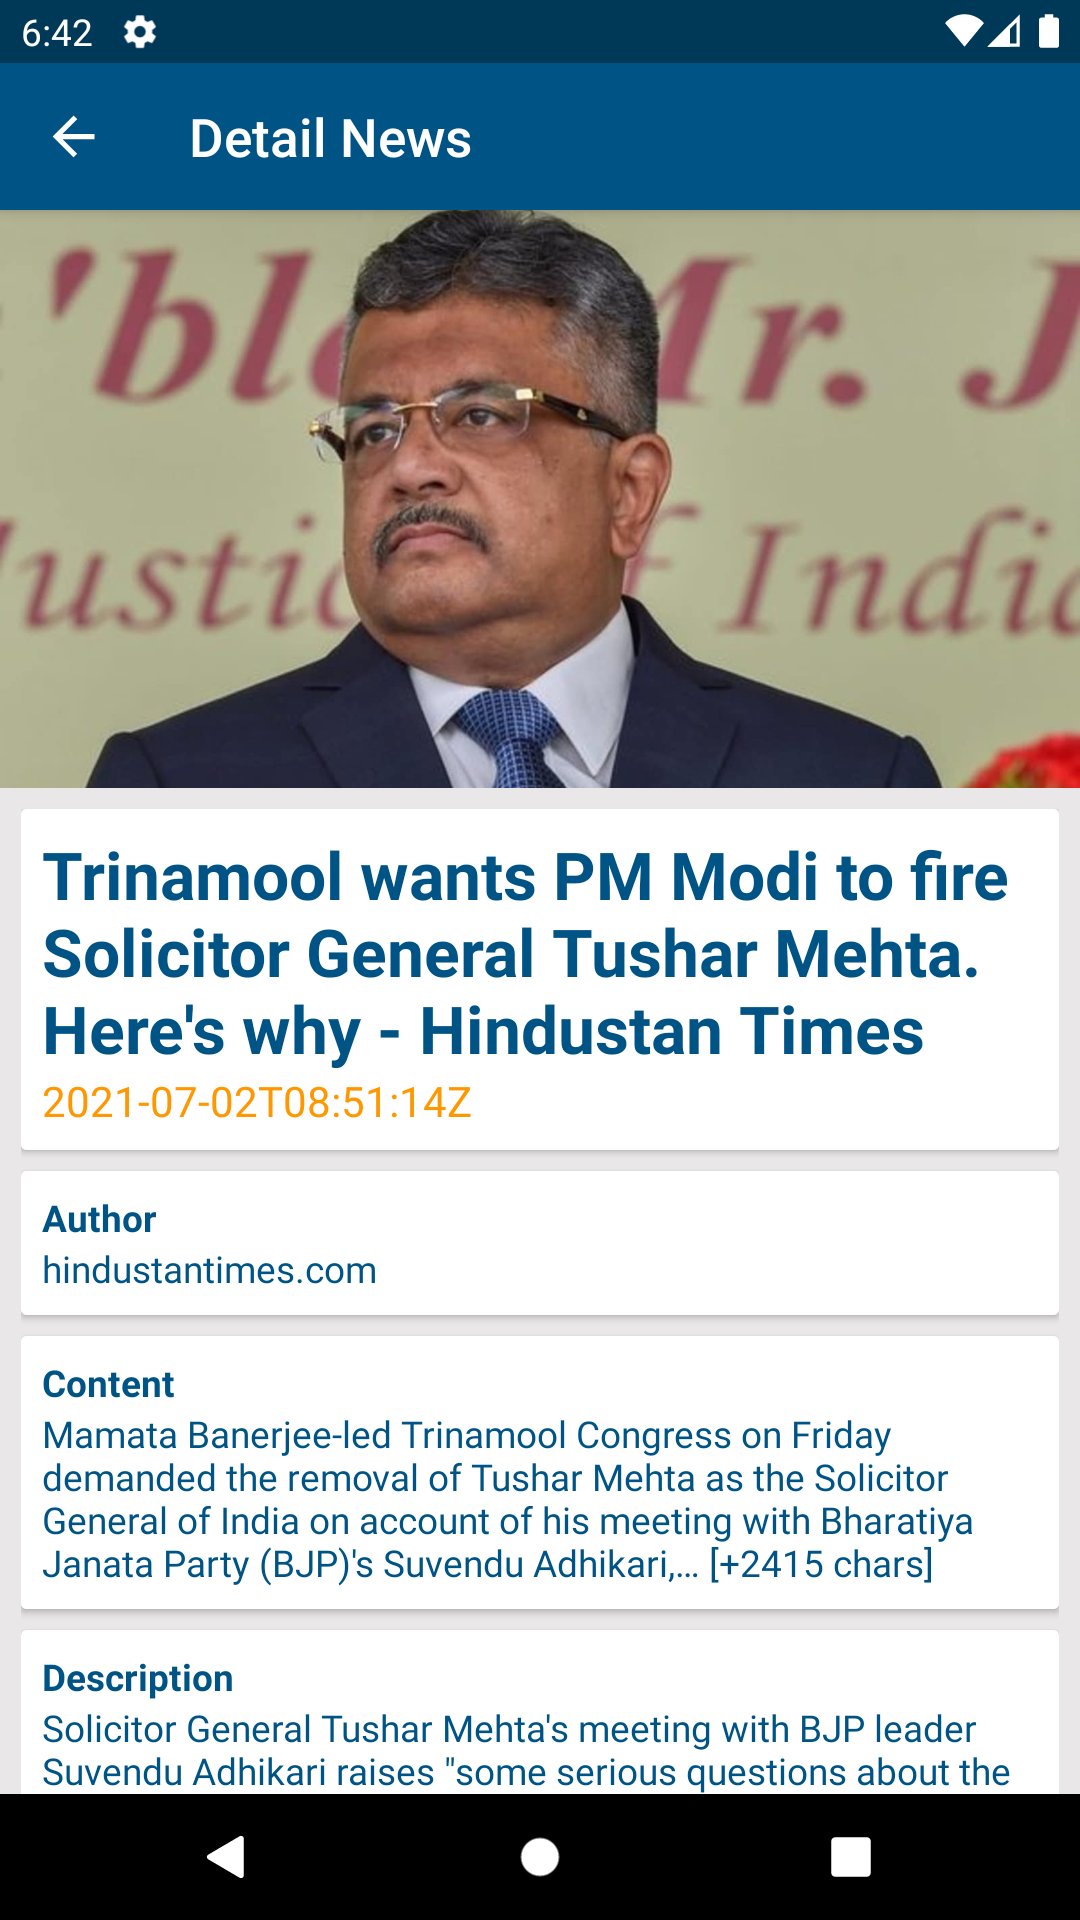 6:42
Detail News
'ble Mr. J
Justice of India
Trinamool wants PM Modi to fire
Solicitor General Tushar Mehta.
Here's why - Hindustan Times
2021-07-02T08:51:14Z
Author
hindustantimes.com
Content
Mamata Banerjee-led Trinamool Congress on Friday
demanded the removal of Tushar Mehta as the Solicitor
General of India on account of his meeting with Bharatiya
Janata Party (BJP)'s Suvendu Adhikari,… [+2415 chars]
Description
Solicitor General Tushar Mehta's meeting with BJP leader
Suvendu Adhikari raises "some serious questions about the